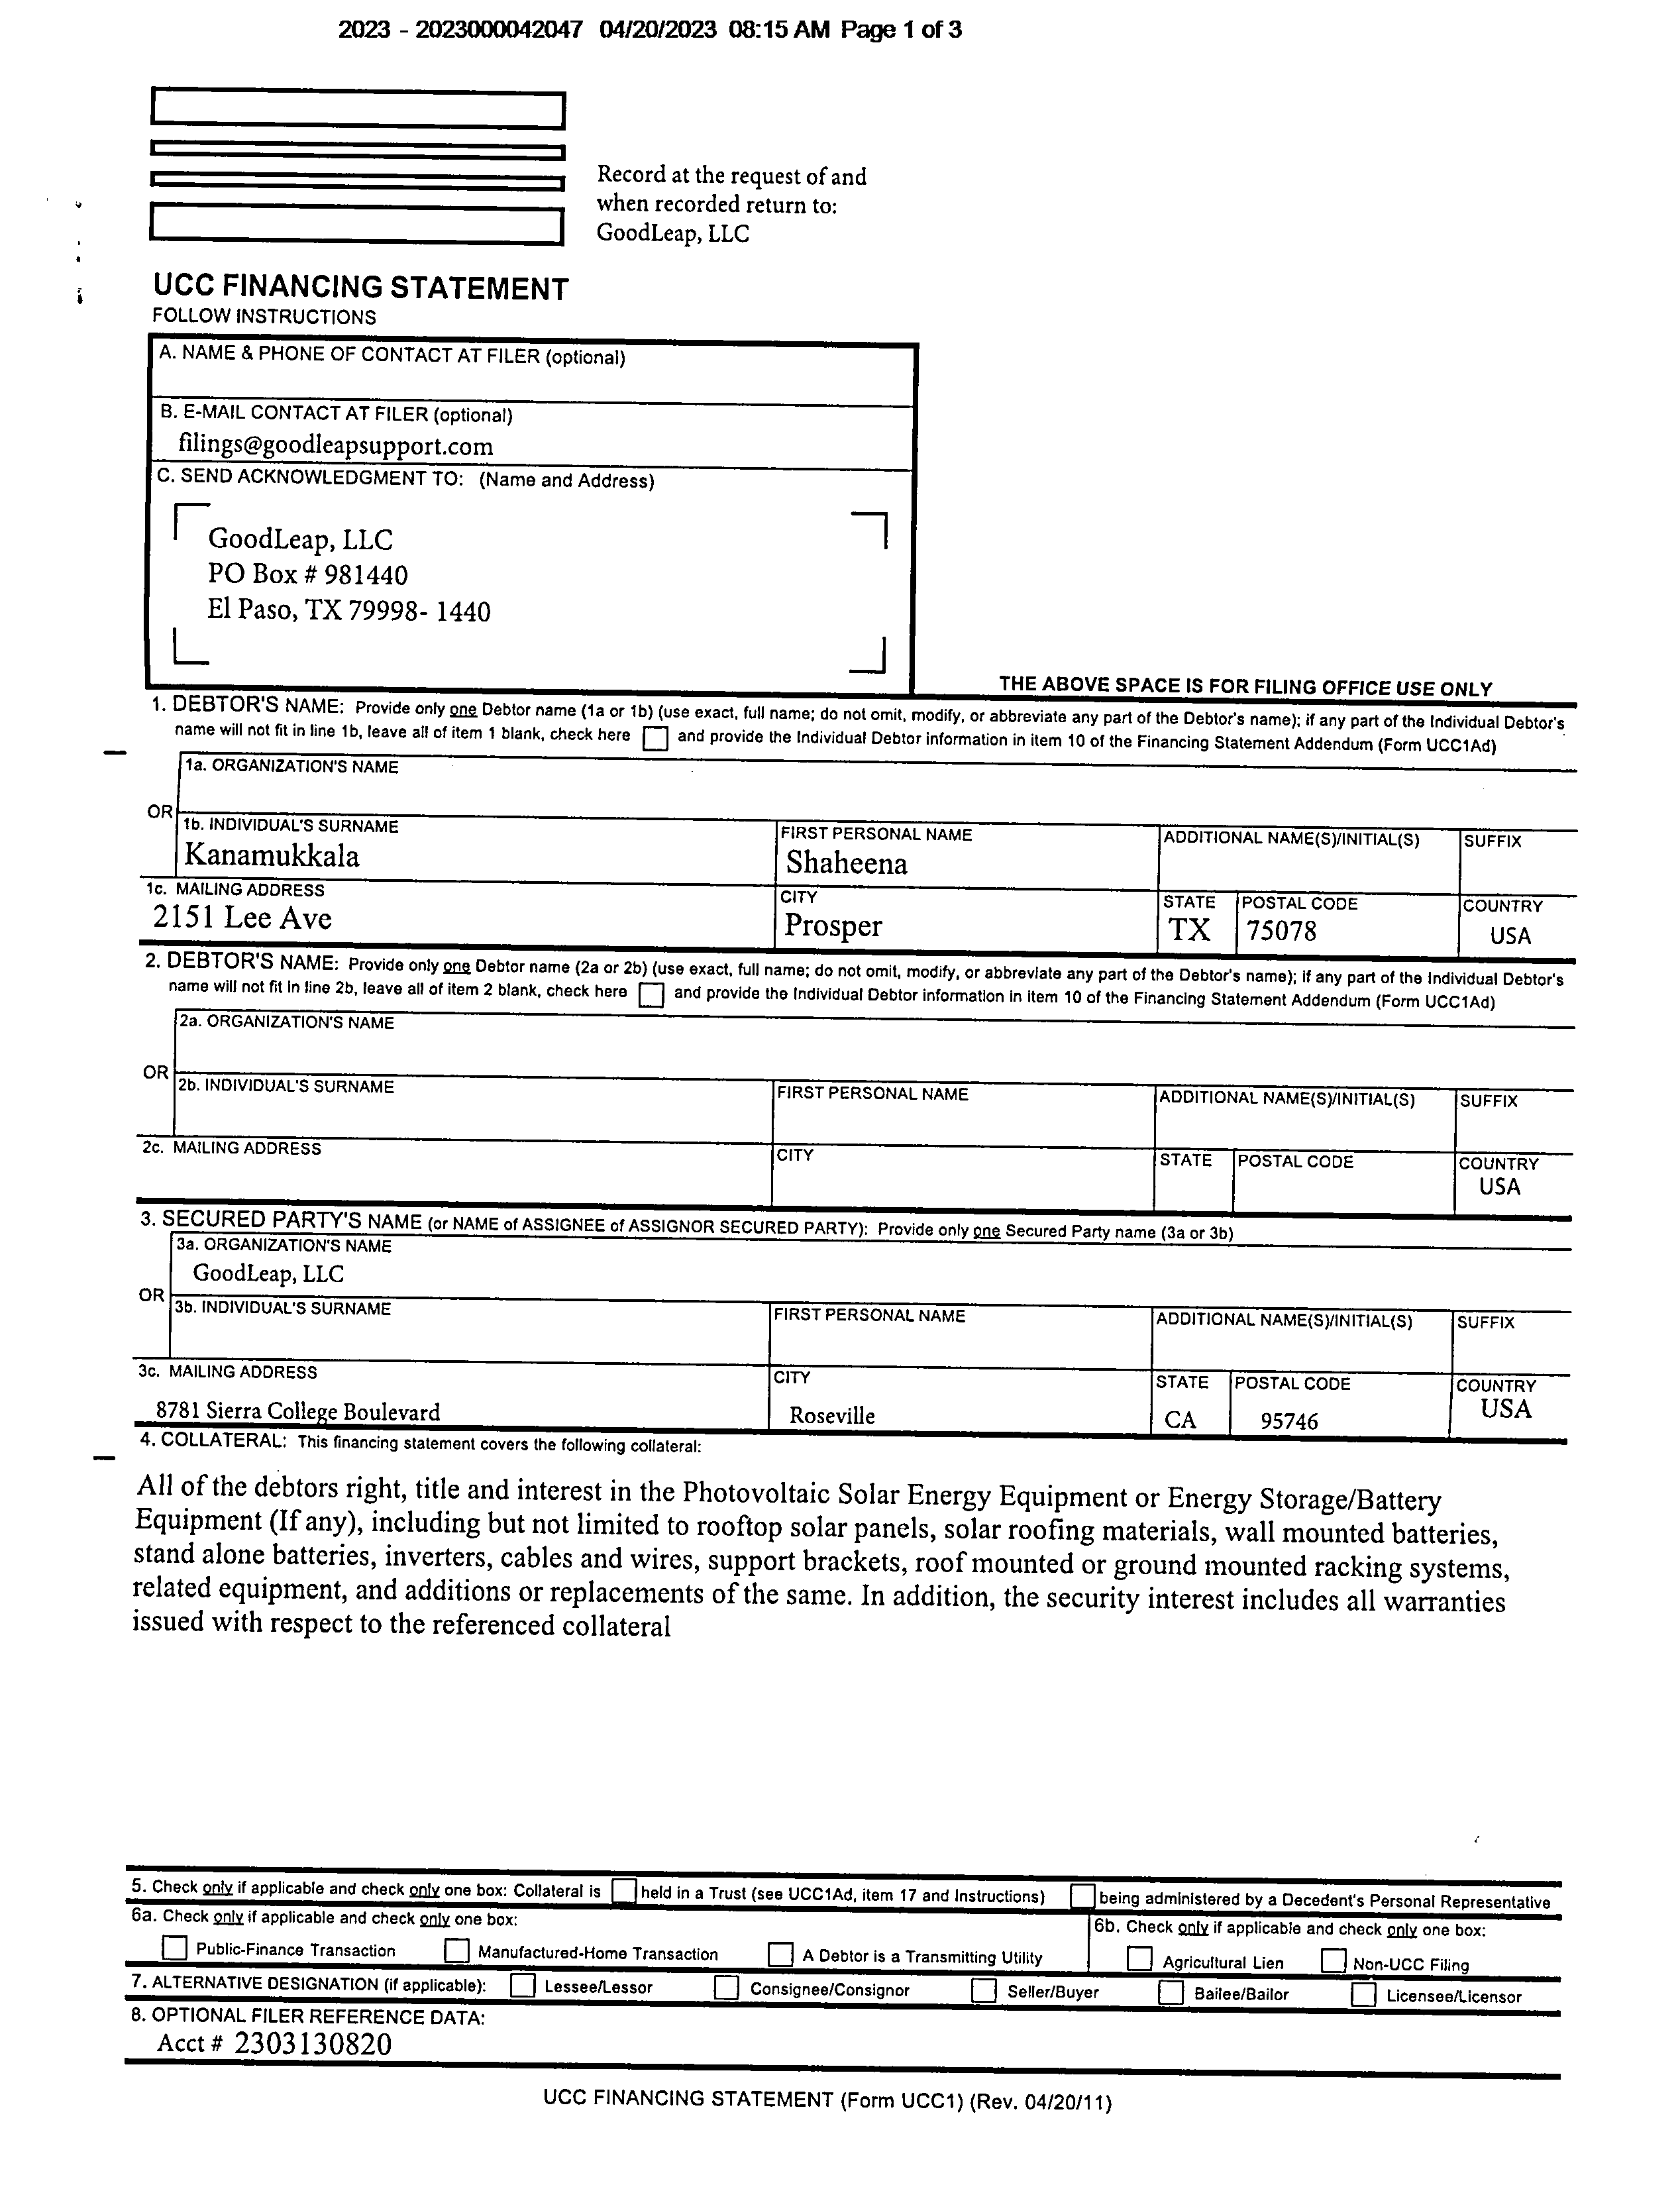 2023 - 2023000042047 04/20/2023 08:15 AM Page 1 of 3
Record at the request of and
when recorded return to:
GoodLeap, LLC
UCC FINANCING STATEMENT
FOLLOW INSTRUCTIONS
A. NAME & PHONE OF CONTACT AT FILER (optional)
B. E-MAIL CONTACT AT FILER (optional)
filings@goodleapsupport.com
C. SEND ACKNOWLEDGMENT TO: (Name and Address)
GoodLeap, LLC
PO Box # 981440
El Paso, TX 79998- 1440
THE ABOVE SPACE IS FOR FILING OFFICE USE ONLY
1. DEBTOR'S NAME: Provide only one Debtor name (1a or 1b) (use exact, full name; do not omit, modify, or abbreviate any part of the Debtor's name); if any part of the Individual Debtor's
name will not fit in line 1b, leave all of item 1 blank, check here and provide the Individual Debtor information in item 10 of the Financing Statement Addendum (Form UCC1Ad)
1a. ORGANIZATION'S NAME
OR
1b. INDIVIDUAL'S SURNAME FIRST PERSONAL NAME ADDITIONAL NAME(S)/INITIAL(S) SUFFIX
Kanamukkala Shaheena
1c. MAILING ADDRESS CITY STATE POSTAL CODE COUNTRY
2151 Lee Ave Prosper TX 75078 USA
2. DEBTOR'S NAME: Provide only one Debtor name (2a or 2b) (use exact, full name; do not omit, modify, or abbreviate any part of the Debtor's name); if any part of the Individual Debtor's
name will not fit in line 2b, leave all of item 2 blank, check here and provide the Individual Debtor information in item 10 of the Financing Statement Addendum (Form UCC1Ad)
2a. ORGANIZATION'S NAME
OR
2b. INDIVIDUAL'S SURNAME FIRST PERSONAL NAME ADDITIONAL NAME(S)/INITIAL(S) SUFFIX
2c. MAILING ADDRESS CITY STATE POSTAL CODE COUNTRY
USA
3. SECURED PARTY'S NAME (or NAME of ASSIGNEE of ASSIGNOR SECURED PARTY): Provide only one Secured Party name (3a or 3b)
3a. ORGANIZATION'S NAME
GoodLeap, LLC
OR
3b. INDIVIDUAL'S SURNAME FIRST PERSONAL NAME ADDITIONAL NAME(S)/INITIAL(S) SUFFIX
3c. MAILING ADDRESS CITY STATE POSTAL CODE COUNTRY
8781 Sierra College Boulevard Roseville CA 95746 USA
4. COLLATERAL: This financing statement covers the following collateral:
All of the debtors right, title and interest in the Photovoltaic Solar Energy Equipment or Energy Storage/Battery
Equipment (If any), including but not limited to rooftop solar panels, solar roofing materials, wall mounted batteries,
stand alone batteries, inverters, cables and wires, support brackets, roof mounted or ground mounted racking systems,
related equipment, and additions or replacements of the same. In addition, the security interest includes all warranties
issued with respect to the referenced collateral
5. Check only if applicable and check only one box: Collateral is held in a Trust (see UCC1Ad, item 17 and Instructions) being administered by a Decedent's Personal Representative
6a. Check only if applicable and check only one box: 6b. Check only if applicable and check only one box:
Public-Finance Transaction Manufactured-Home Transaction A Debtor is a Transmitting Utility Agricultural Lien Non-UCC Filing
7. ALTERNATIVE DESIGNATION (if applicable): Lessee/Lessor Consignee/Consignor Seller/Buyer Bailee/Bailor Licensee/Licensor
8. OPTIONAL FILER REFERENCE DATA:
Acct # 2303130820
UCC FINANCING STATEMENT (Form UCC1) (Rev. 04/20/11)